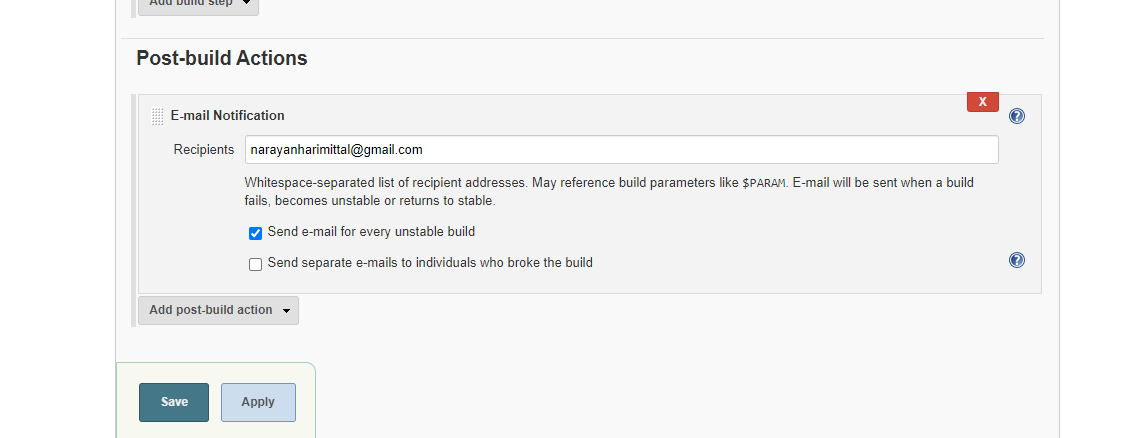 Add build step
Post-build Actions
X
E-mail Notification
?
Recipients narayanharimittal@gmail.com
Whitespace-separated list of recipient addresses. May reference build parameters like $PARAM. E-mail will be sent when a build
fails, becomes unstable or returns to stable.
Send e-mail for every unstable build
Send separate e-mails to individuals who broke the build
?
Add post-build action
Save Apply